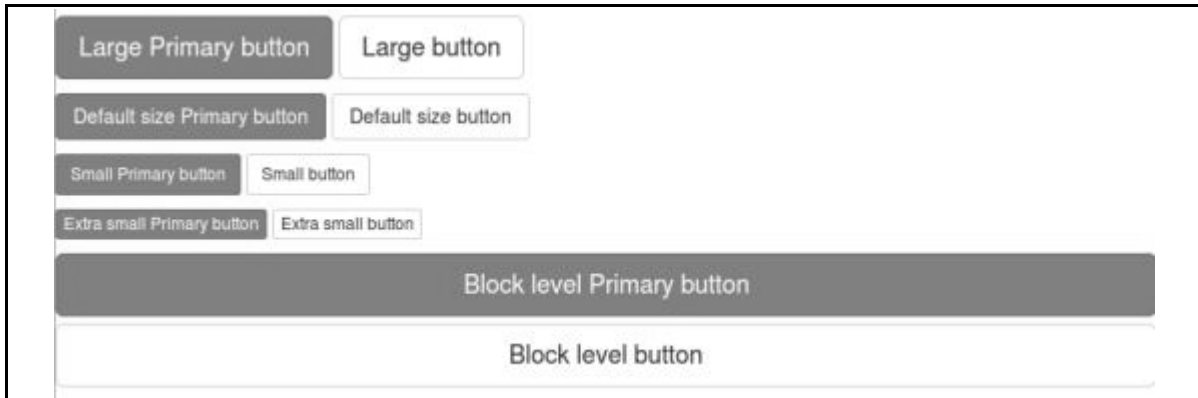 Large Primary button Large button
Default size Primary button Default size button
Small Primary button Small button
Extra small Primary button Extra small button
Block level Primary button
Block level button